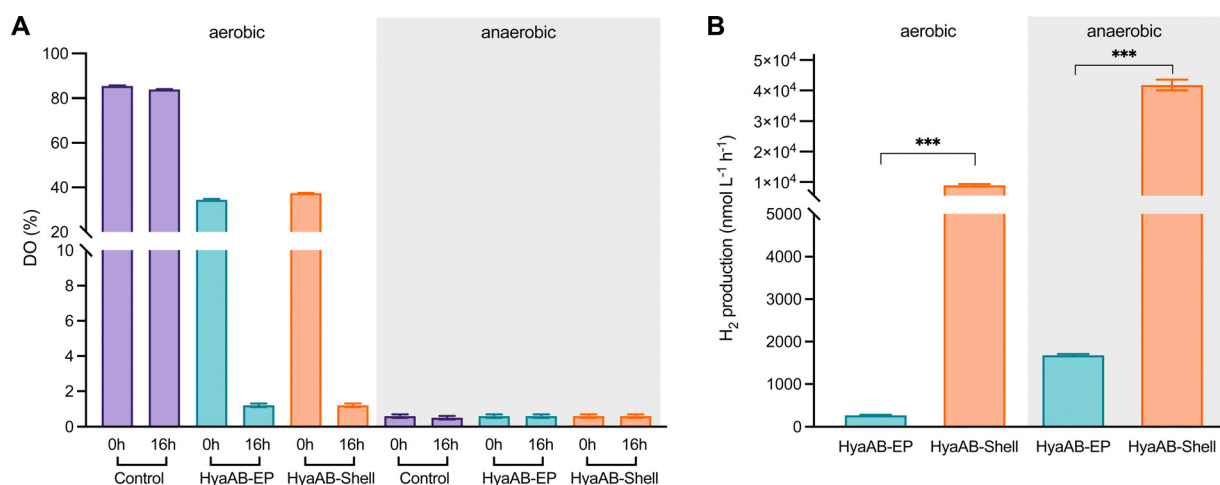 A
aerobic
anaerobic
DO (%)
100
80
60
40
20
10
8
6
4
2
0
0h 16h 0h 16h 0h 16h 0h 16h 0h 16h 0h 16h
Control HyaAB-EP HyaAB-Shell Control HyaAB-EP HyaAB-Shell
B
aerobic
anaerobic
H₂ production (nmol L⁻¹ h⁻¹)
5×10⁴
4×10⁴
3×10⁴
2×10⁴
1×10⁴
5000
4000
3000
2000
1000
0
***
***
HyaAB-EP HyaAB-Shell HyaAB-EP HyaAB-Shell